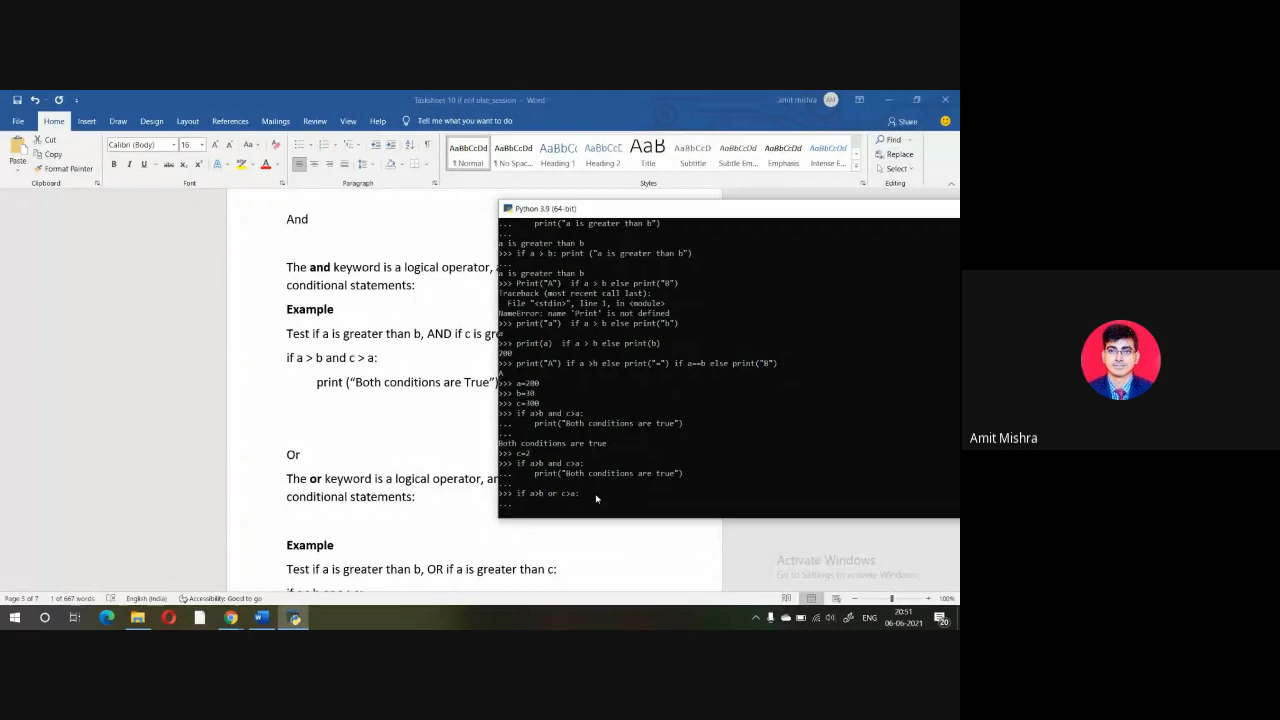 Tasksheet 10 if elif else_session - Word
amit mishra
AM
File Home Insert Draw Design Layout References Mailings Review View Help Tell me what you want to do
Share
Paste
Cut
Copy
Format Painter
Clipboard
Calibri (Body) 16
Font
Paragraph
AaBbCcDd AaBbCcDd AaBbC( AaBbCcC AaB AaBbCcD AaBbCcDd AaBbCcDd AaBbCcDd
¶ Normal ¶ No Spac... Heading 1 Heading 2 Title Subtitle Subtle Em... Emphasis Intense E...
Styles
Find
Replace
Select
Editing
And
The and keyword is a logical operator,
conditional statements:
Example
Test if a is greater than b, AND if c is gre
if a > b and c > a:
print (“Both conditions are True”)
Or
The or keyword is a logical operator, an
conditional statements:
Example
Test if a is greater than b, OR if a is greater than c:
Python 3.9 (64-bit)
... print("a is greater than b")
...
a is greater than b
>>> if a > b: print ("a is greater than b")
...
a is greater than b
>>> Print("A") if a > b else print("B")
Traceback (most recent call last):
File "<stdin>", line 1, in <module>
NameError: name 'Print' is not defined
>>> print("a") if a > b else print("b")
a
>>> print(a) if a > b else print(b)
200
>>> print("A") if a >b else print("=") if a==b else print("B")
A
>>> a=200
>>> b=30
>>> c=300
>>> if a>b and c>a:
... print("Both conditions are true")
...
Both conditions are true
>>> c=2
>>> if a>b and c>a:
... print("Both conditions are true")
...
>>> if a>b or c>a:
...
Activate Windows
Go to Settings to activate Windows.
Page 5 of 7 1 of 667 words English (India) Accessibility: Good to go
100%
ENG
20:51
06-06-2021
20
Amit Mishra